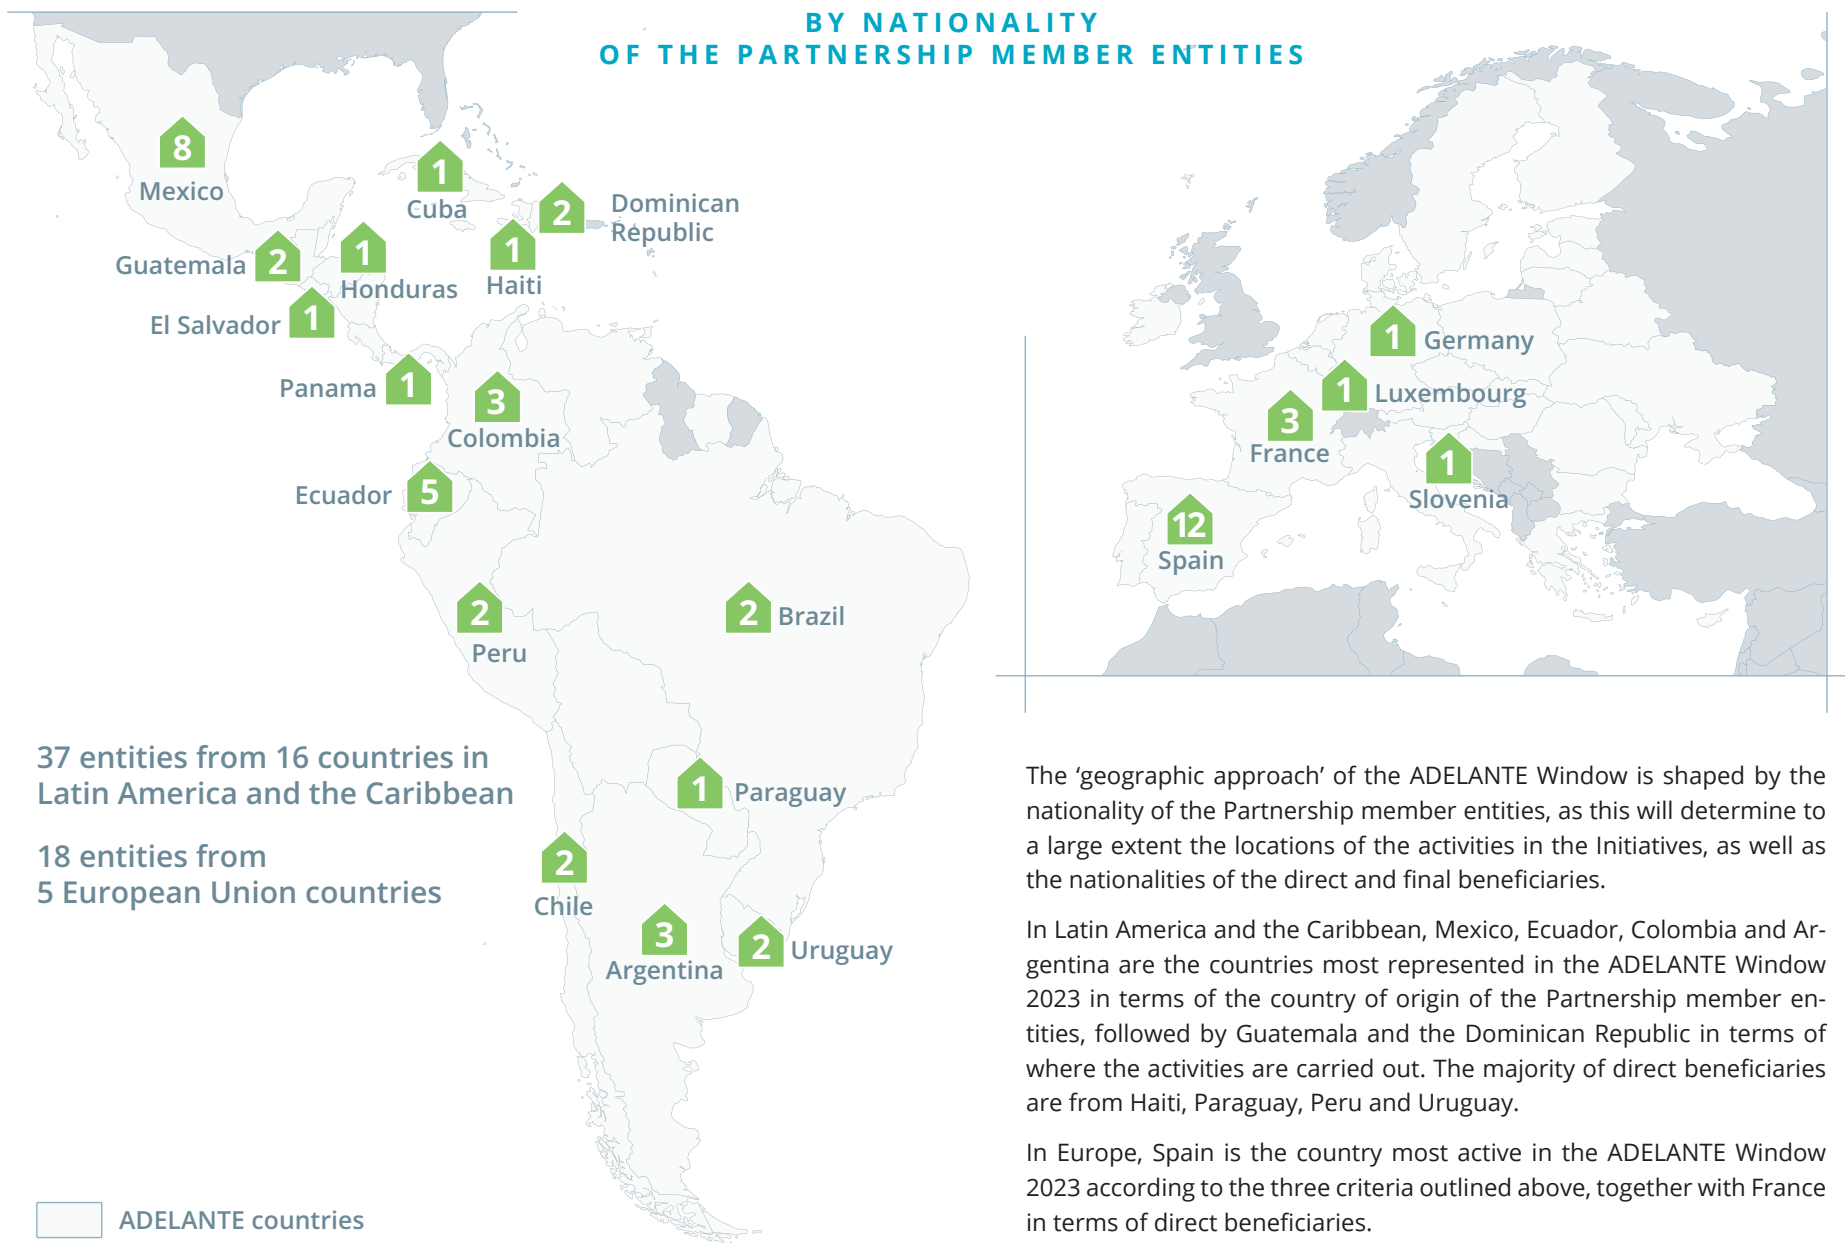 BY NATIONALITY
OF THE PARTNERSHIP MEMBER ENTITIES
8
Mexico
1
Cuba
2
Dominican
Republic
Guatemala
2
1
Honduras
1
Haiti
El Salvador
1
Panama
1
3
Colombia
Ecuador
5
2
Peru
2
Brazil
1
Paraguay
2
Chile
3
Argentina
2
Uruguay
1
Germany
1
Luxembourg
3
France
1
Slovenia
12
Spain
37 entities from 16 countries in
Latin America and the Caribbean
18 entities from
5 European Union countries
ADELANTE countries
The ‘geographic approach’ of the ADELANTE Window is shaped by the
nationality of the Partnership member entities, as this will determine to
a large extent the locations of the activities in the Initiatives, as well as
the nationalities of the direct and final beneficiaries.
In Latin America and the Caribbean, Mexico, Ecuador, Colombia and Ar-
gentina are the countries most represented in the ADELANTE Window
2023 in terms of the country of origin of the Partnership member en-
tities, followed by Guatemala and the Dominican Republic in terms of
where the activities are carried out. The majority of direct beneficiaries
are from Haiti, Paraguay, Peru and Uruguay.
In Europe, Spain is the country most active in the ADELANTE Window
2023 according to the three criteria outlined above, together with France
in terms of direct beneficiaries.